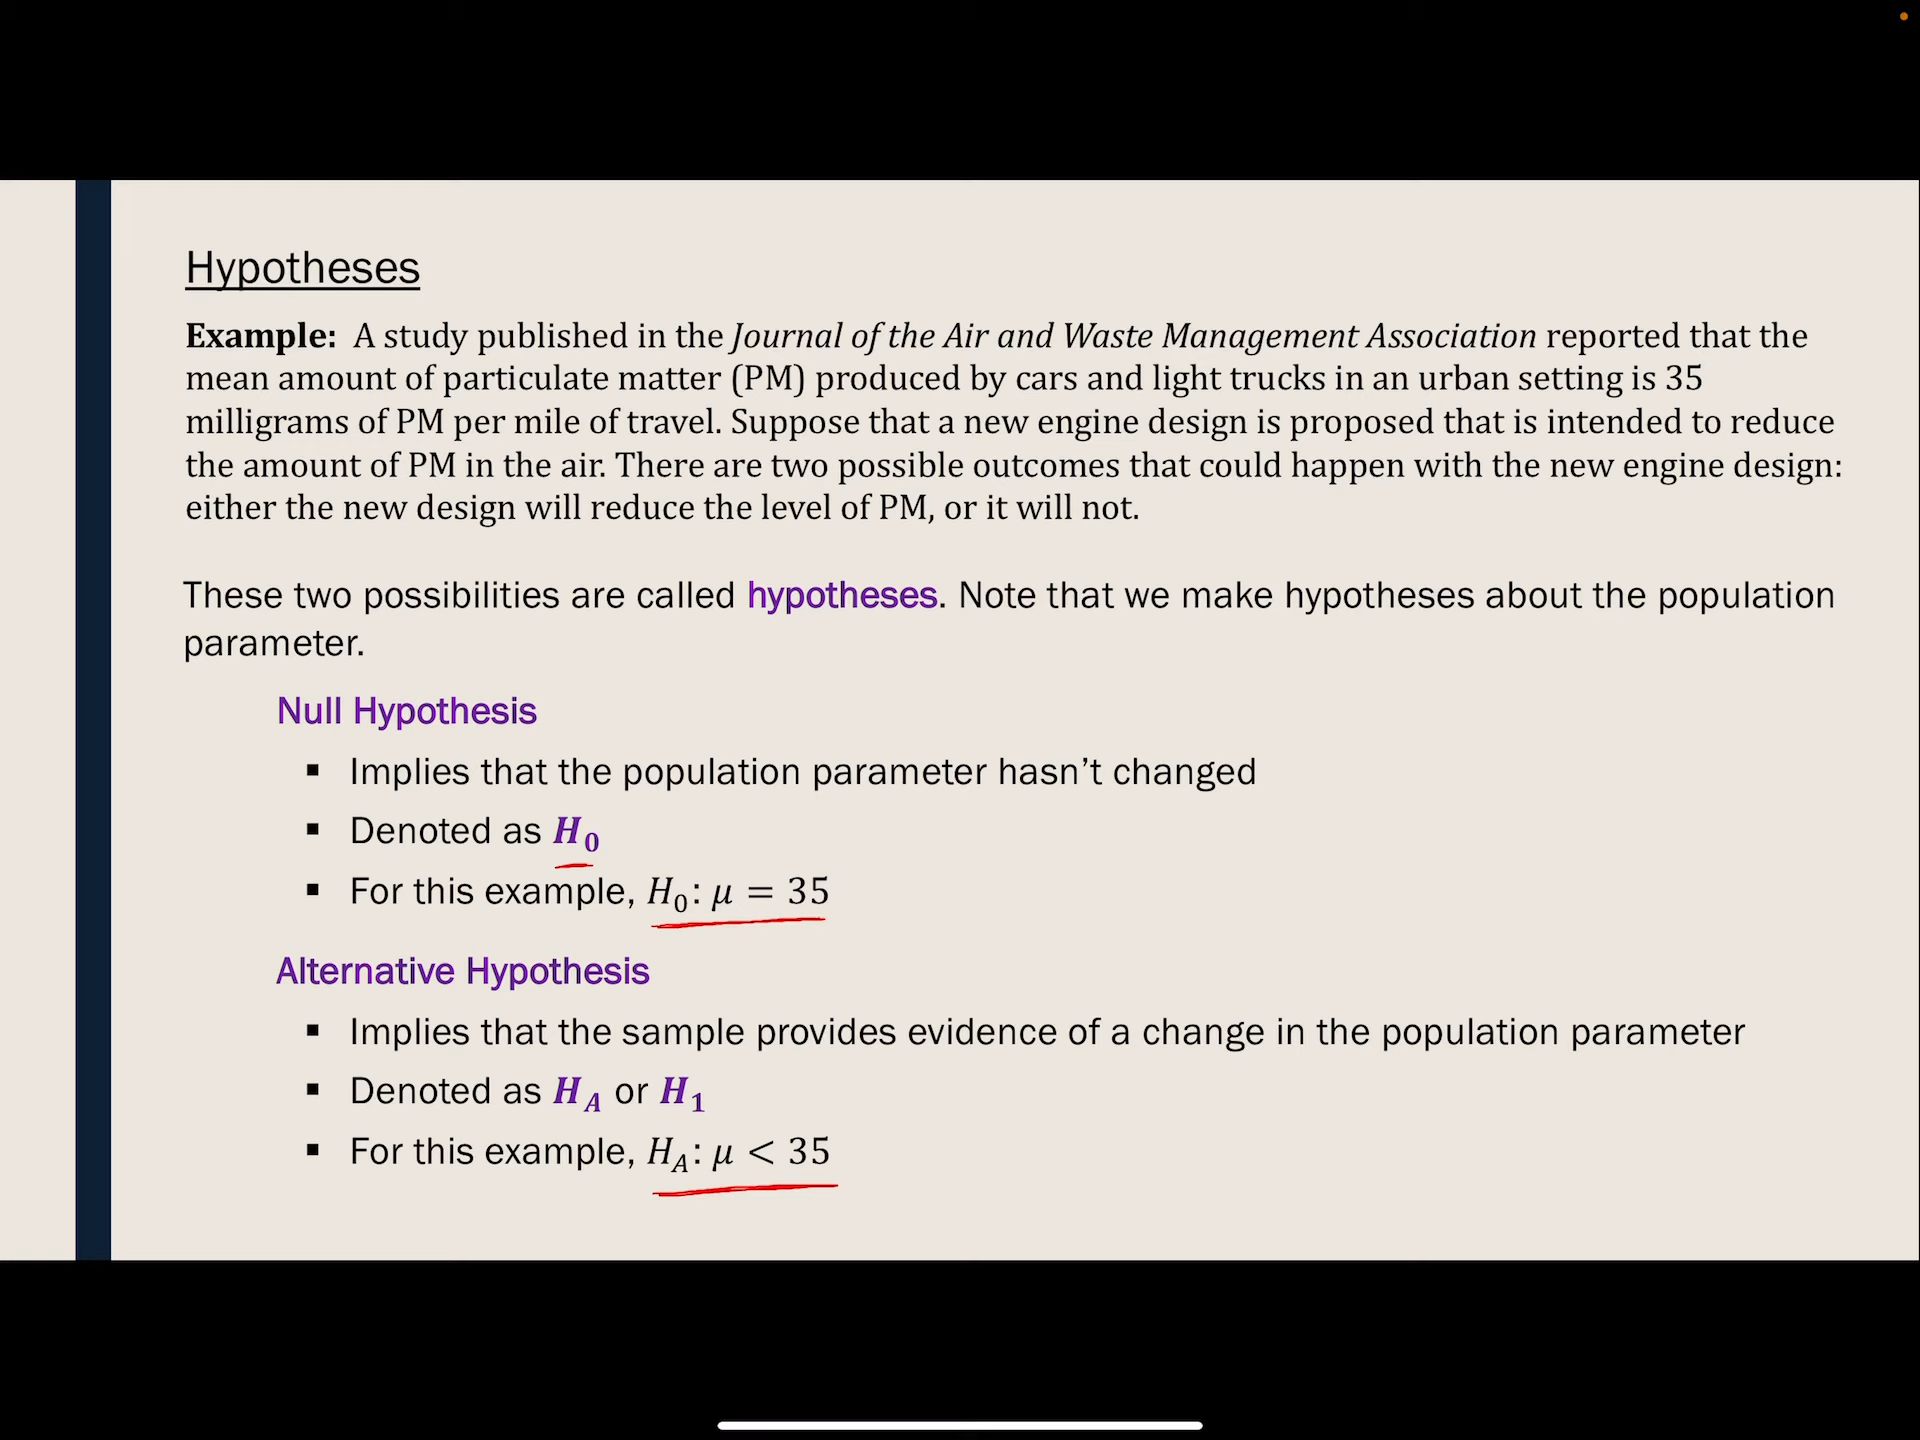 Hypotheses
Example: A study published in the Journal of the Air and Waste Management Association reported that the
mean amount of particulate matter (PM) produced by cars and light trucks in an urban setting is 35
milligrams of PM per mile of travel. Suppose that a new engine design is proposed that is intended to reduce
the amount of PM in the air. There are two possible outcomes that could happen with the new engine design:
either the new design will reduce the level of PM, or it will not.
These two possibilities are called hypotheses. Note that we make hypotheses about the population
parameter.
Null Hypothesis
▪ Implies that the population parameter hasn’t changed
▪ Denoted as H₀
▪ For this example, H₀: μ = 35
Alternative Hypothesis
▪ Implies that the sample provides evidence of a change in the population parameter
▪ Denoted as H_A or H₁
▪ For this example, H_A: μ < 35